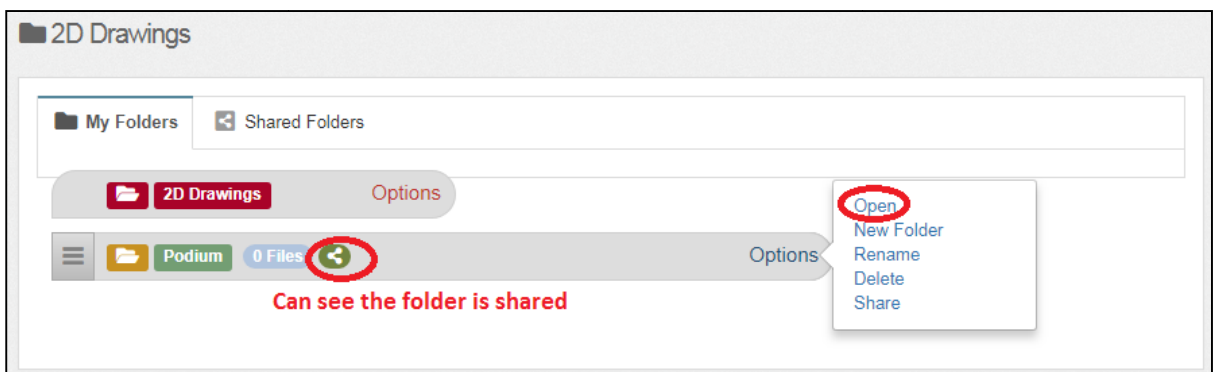 2D Drawings
My Folders
Shared Folders
2D Drawings
Options
Podium
0 Files
Options
Can see the folder is shared
Open
New Folder
Rename
Delete
Share